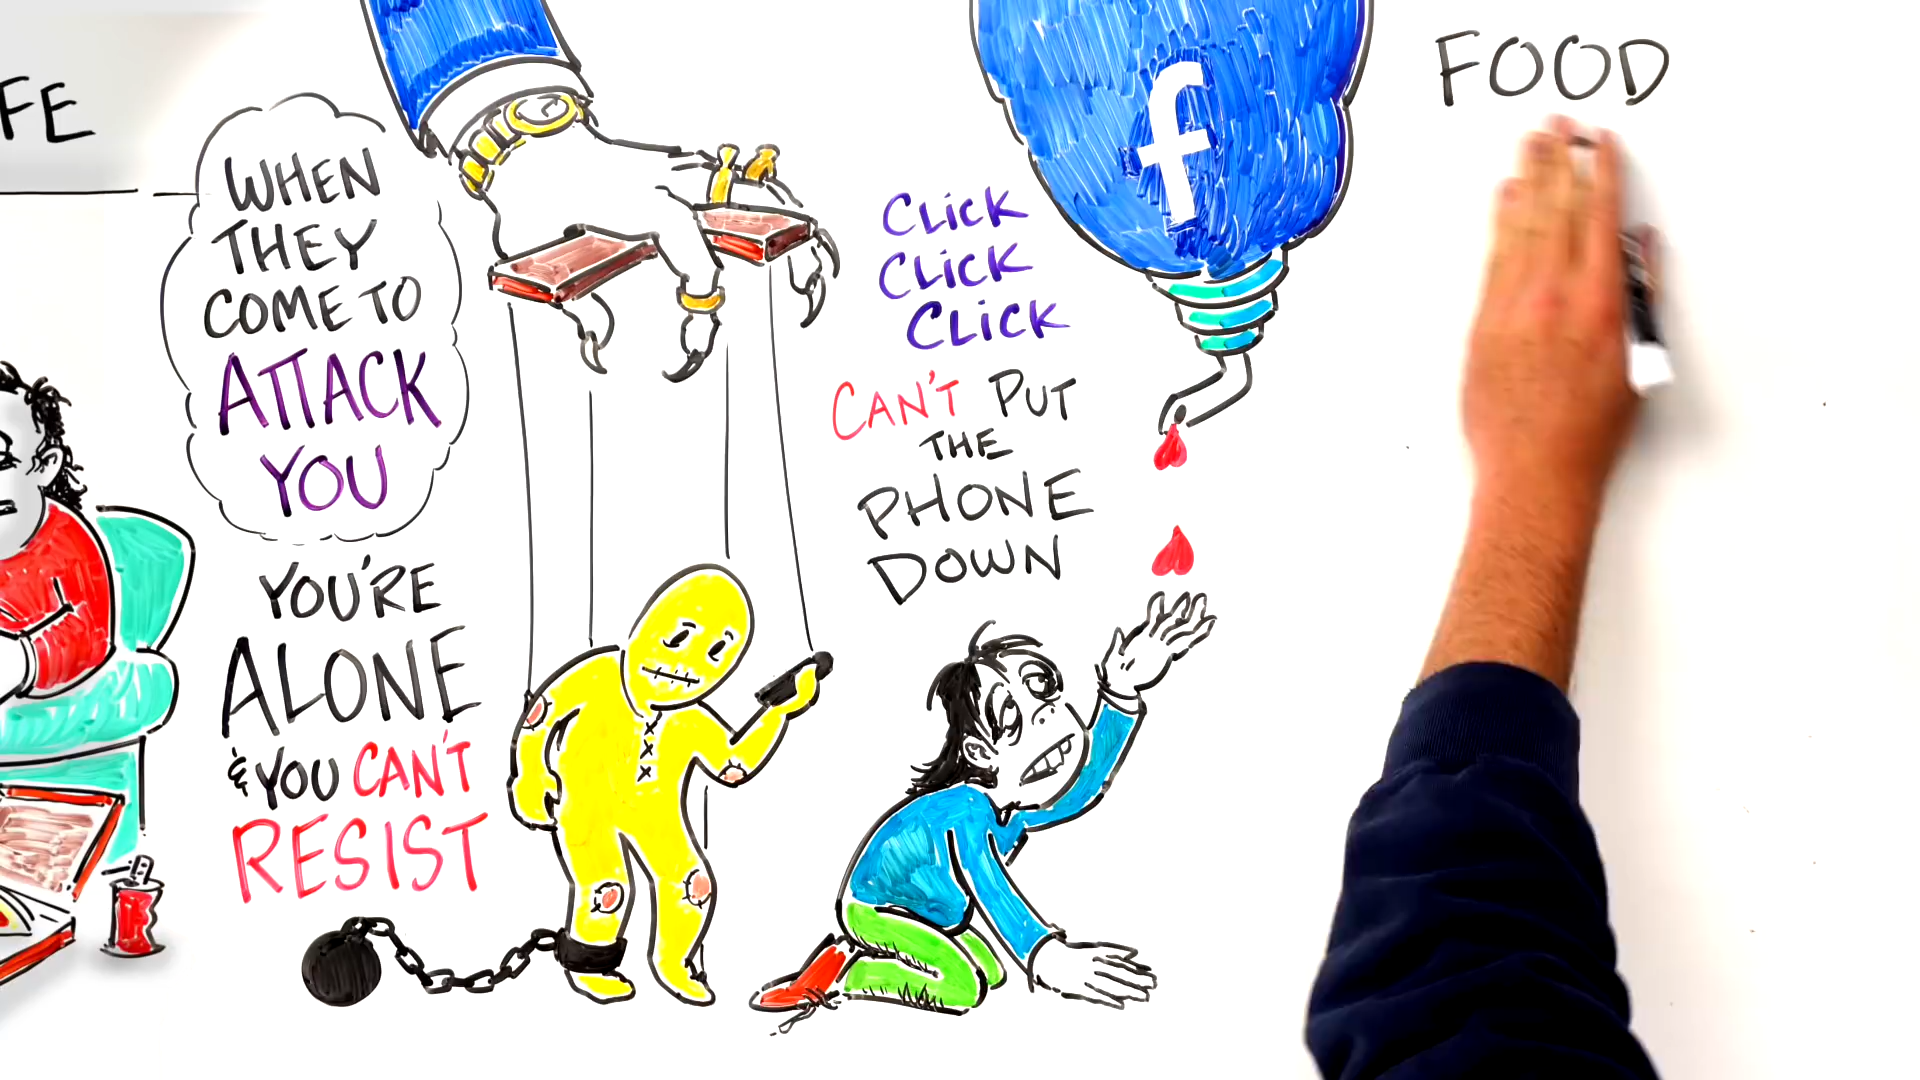 FE
WHEN
THEY
COME TO
ATTACK
YOU
YOU'RE
ALONE
& YOU CAN'T
RESIST
CLICK
CLICK
CLICK
CAN'T PUT
THE
PHONE
DOWN
f
FOOD